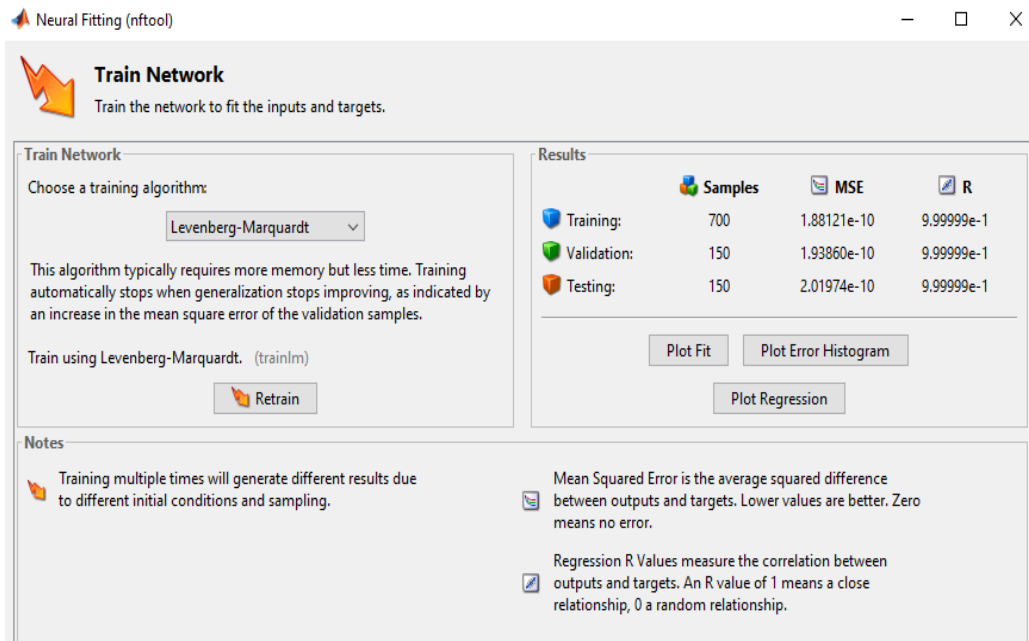 Neural Fitting (nftool)
Train Network
Train the network to fit the inputs and targets.
Train Network
Choose a training algorithm:
Levenberg-Marquardt
This algorithm typically requires more memory but less time. Training
automatically stops when generalization stops improving, as indicated by
an increase in the mean square error of the validation samples.
Train using Levenberg-Marquardt. (trainlm)
Retrain
Results
Samples MSE R
Training: 700 1.88121e-10 9.99999e-1
Validation: 150 1.93860e-10 9.99999e-1
Testing: 150 2.01974e-10 9.99999e-1
Plot Fit Plot Error Histogram
Plot Regression
Notes
Training multiple times will generate different results due
to different initial conditions and sampling.
Mean Squared Error is the average squared difference
between outputs and targets. Lower values are better. Zero
means no error.
Regression R Values measure the correlation between
outputs and targets. An R value of 1 means a close
relationship, 0 a random relationship.